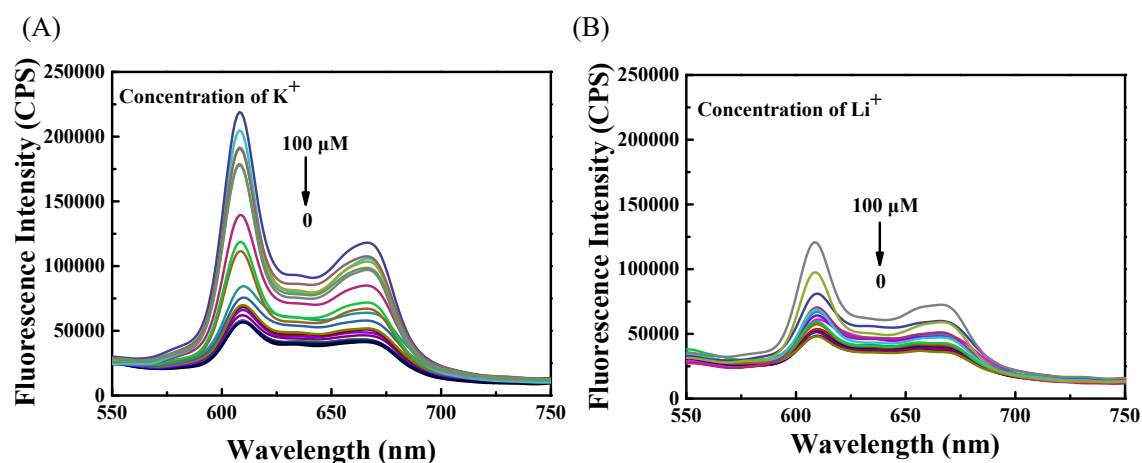 (A)
Fluorescence Intensity (CPS)
250000
200000
150000
100000
50000
0
Concentration of K+
100 μM
0
550
600
650
700
750
Wavelength (nm)
(B)
Fluorescence Intensity (CPS)
250000
200000
150000
100000
50000
0
Concentration of Li+
100 μM
0
550
600
650
700
750
Wavelength (nm)